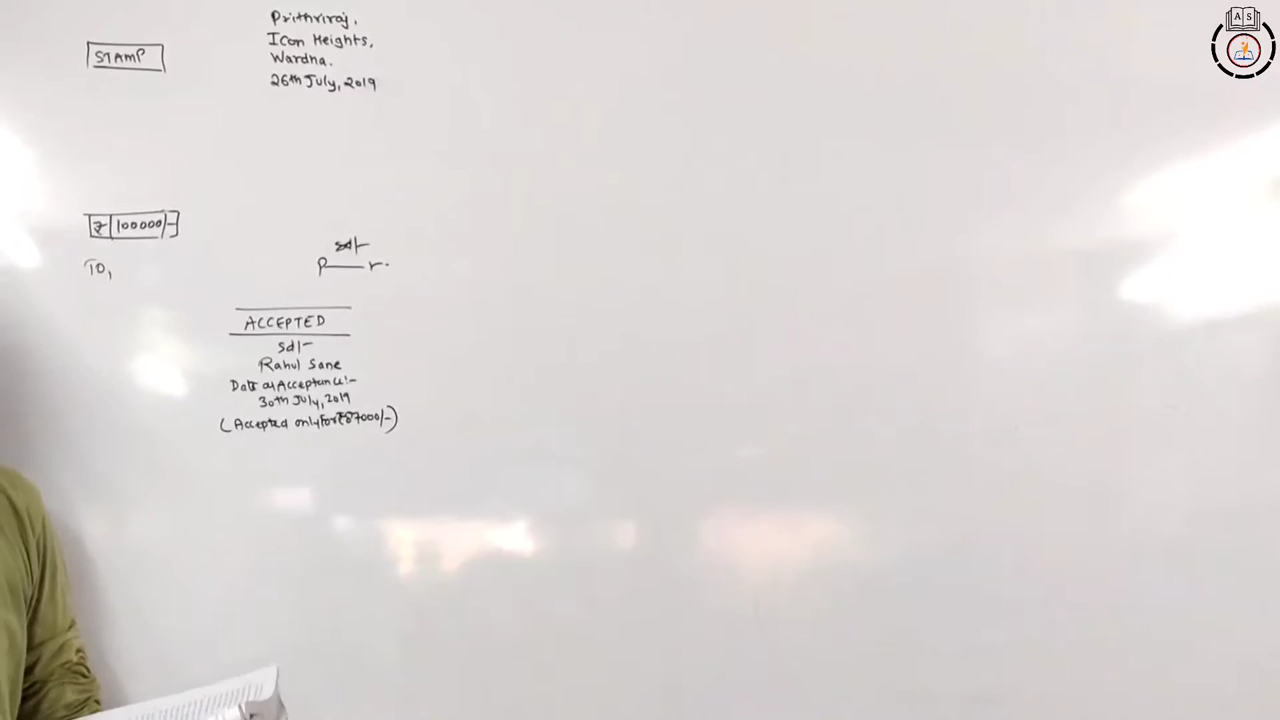 STAMP
Prithviraj,
Icon Heights,
Wardha.
26th July, 2019
₹ 100000/-
To,
sd/-
P——r.
ACCEPTED
sd/-
Rahul Sane
Date of Acceptance:-
30th July, 2019
(Accepted only for ₹87000/-)
AS